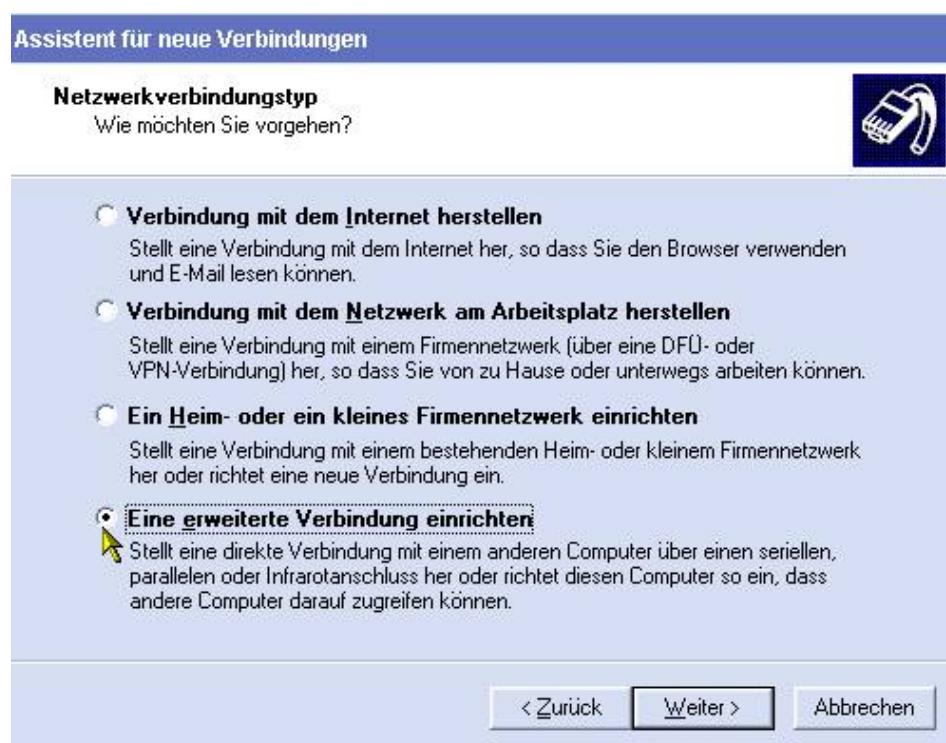 Assistent für neue Verbindungen
Netzwerkverbindungstyp
Wie möchten Sie vorgehen?
Verbindung mit dem Internet herstellen
Stellt eine Verbindung mit dem Internet her, so dass Sie den Browser verwenden
und E-Mail lesen können.
Verbindung mit dem Netzwerk am Arbeitsplatz herstellen
Stellt eine Verbindung mit einem Firmennetzwerk (über eine DFÜ- oder
VPN-Verbindung) her, so dass Sie von zu Hause oder unterwegs arbeiten können.
Ein Heim- oder ein kleines Firmennetzwerk einrichten
Stellt eine Verbindung mit einem bestehenden Heim- oder kleinem Firmennetzwerk
her oder richtet eine neue Verbindung ein.
Eine erweiterte Verbindung einrichten
Stellt eine direkte Verbindung mit einem anderen Computer über einen seriellen,
parallelen oder Infrarotanschluss her oder richtet diesen Computer so ein, dass
andere Computer darauf zugreifen können.
< Zurück Weiter > Abbrechen